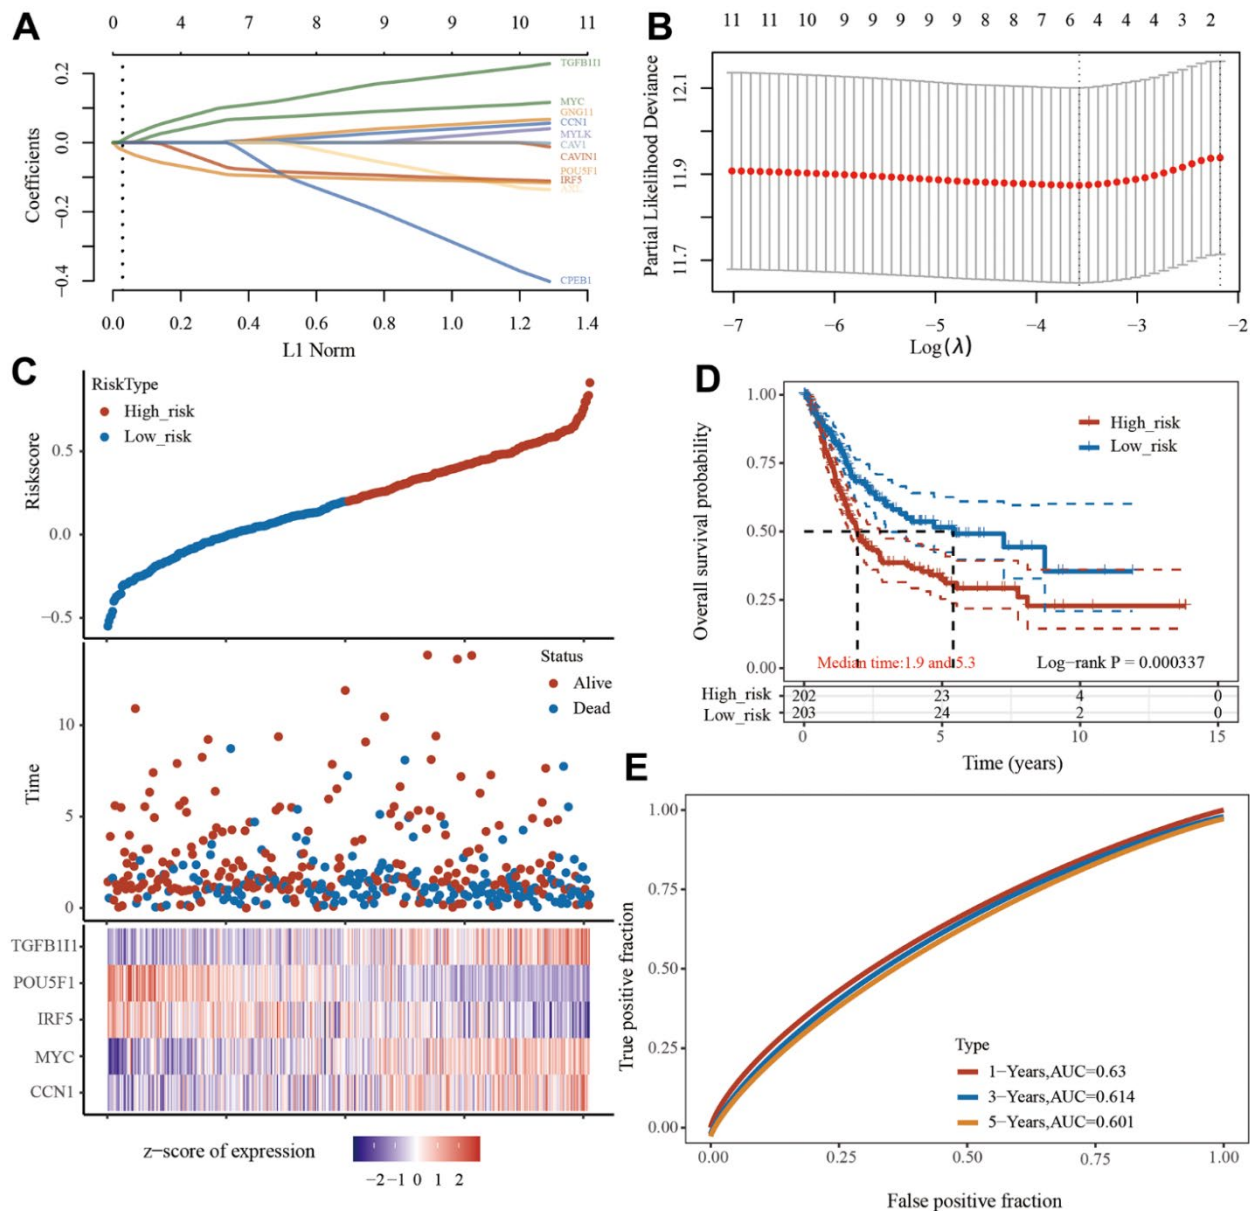 A
0 4 7 8 9 9 10 11
0.2
0.0
−0.2
−0.4
Coefficients
TGFB1I1
MYC
GNG11
CCN1
MYLK
CAV1
CAVIN1
POU5F1
IRF5
AXL
CPEB1
0.0 0.2 0.4 0.6 0.8 1.0 1.2 1.4
L1 Norm
B
11 11 10 9 9 9 9 9 8 8 7 6 4 4 4 3 2
12.1
11.9
11.7
Partial Likelihood Deviance
−7 −6 −5 −4 −3 −2
Log(λ)
C
RiskType
High_risk
Low_risk
Riskscore
0.5
0.0
−0.5
Status
Alive
Dead
Time
10
5
0
TGFB1I1
POU5F1
IRF5
MYC
CCN1
z−score of expression
−2 −1 0 1 2
D
1.00
0.75
0.50
0.25
0.00
Overall survival probability
High_risk
Low_risk
Median time:1.9 and 5.3
Log−rank P = 0.000337
High_risk 202 23 4 0
Low_risk 203 24 2 0
0 5 10 15
Time (years)
E
1.00
0.75
0.50
0.25
0.00
True positive fraction
Type
1−Years,AUC=0.63
3−Years,AUC=0.614
5−Years,AUC=0.601
0.00 0.25 0.50 0.75 1.00
False positive fraction